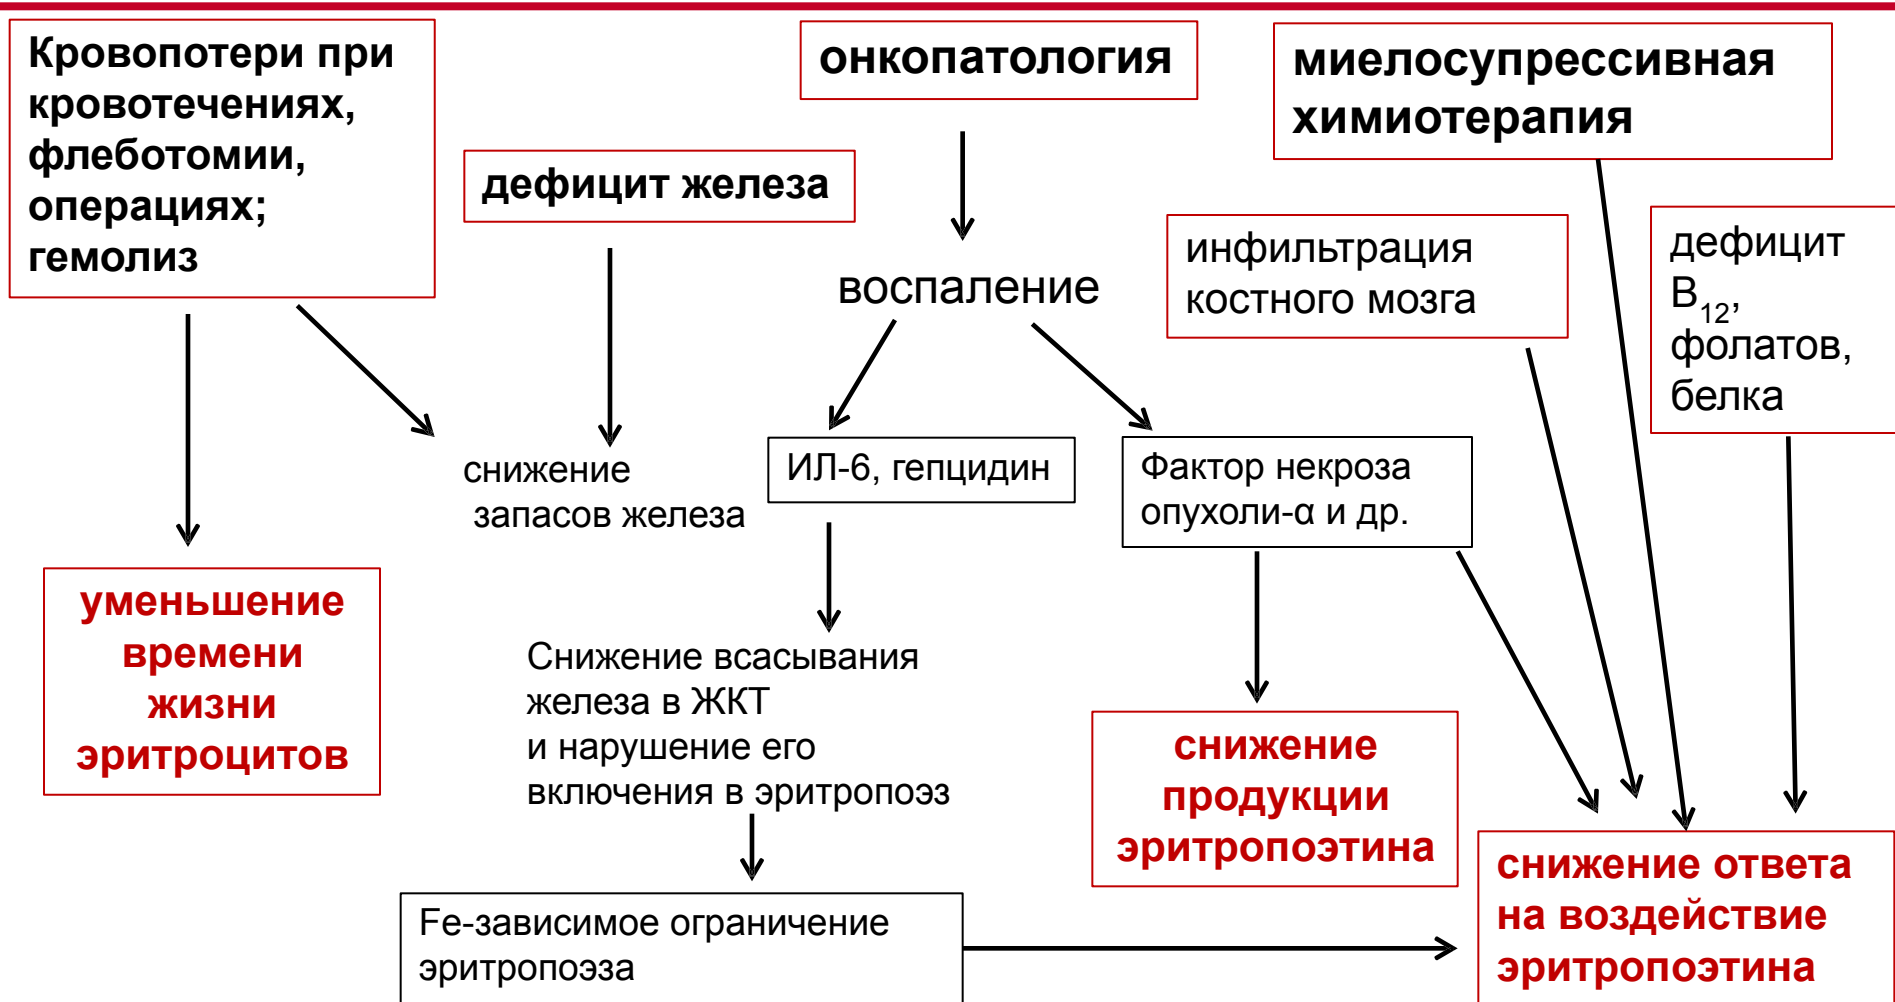 Кровопотери при
кровотечениях,
флеботомии,
операциях;
гемолиз
онкопатология
миелосупрессивная
химиотерапия
дефицит железа
инфильтрация
костного мозга
дефицит
B12,
фолатов,
белка
воспаление
снижение
запасов железа
ИЛ-6, гепцидин
Фактор некроза
опухоли-α и др.
уменьшение
времени
жизни
эритроцитов
Снижение всасывания
железа в ЖКТ
и нарушение его
включения в эритропоэз
снижение
продукции
эритропоэтина
снижение ответа
на воздействие
эритропоэтина
Fe-зависимое ограничение
эритропоэза